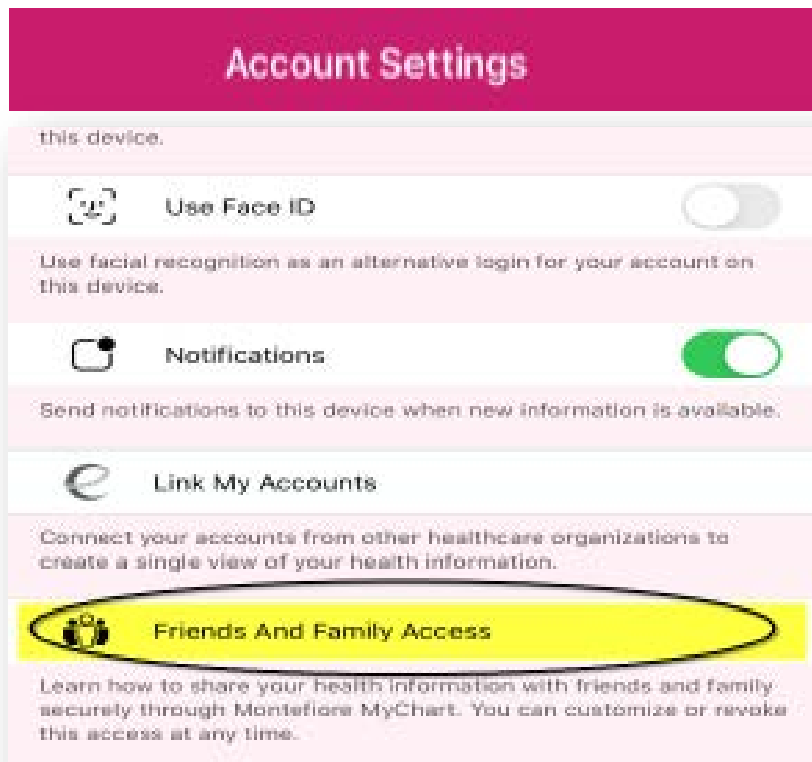 Account Settings
this device.
Use Face ID
Use facial recognition as an alternative login for your account on
this device.
Notifications
Send notifications to this device when new information is available.
Link My Accounts
Connect your accounts from other healthcare organizations to
create a single view of your health information.
Friends And Family Access
Learn how to share your health information with friends and family
securely through Montefiore MyChart. You can customize or revoke
this access at any time.